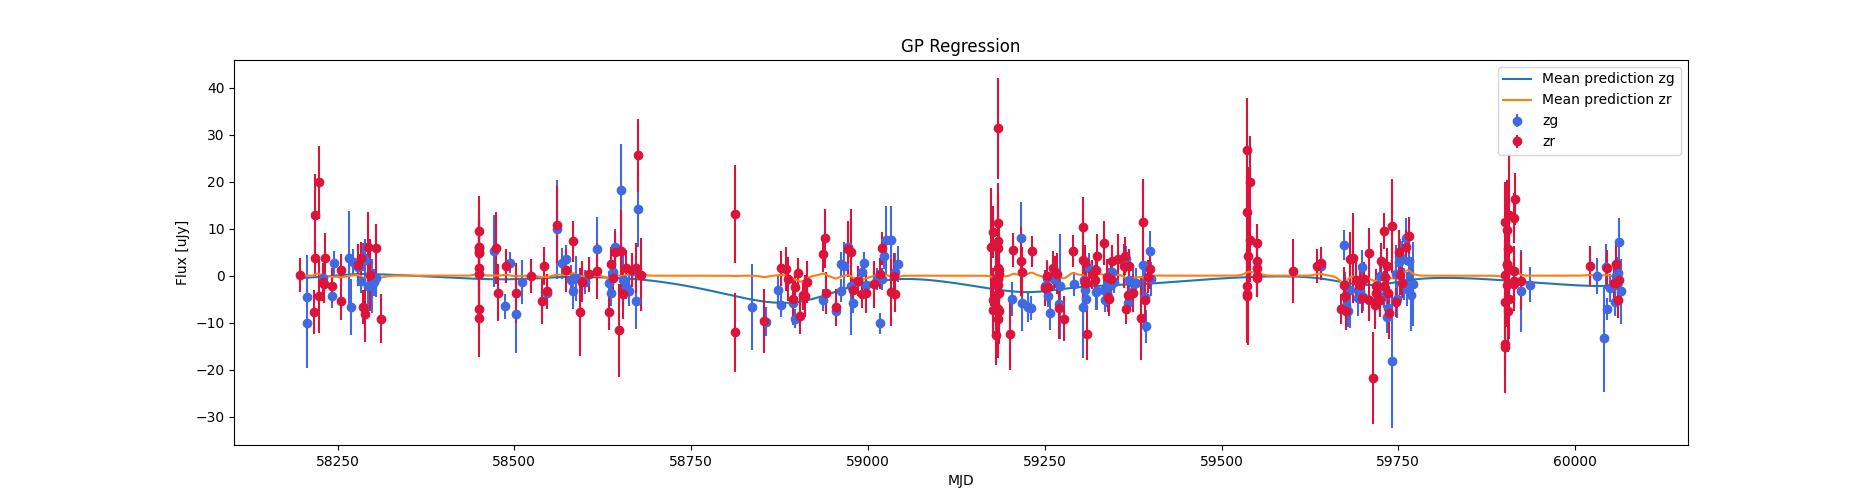 GP Regression
Flux [uJy]
40
30
20
10
0
−10
−20
−30
58250 58500 58750 59000 59250 59500 59750 60000
MJD
Mean prediction zg
Mean prediction zr
zg
zr